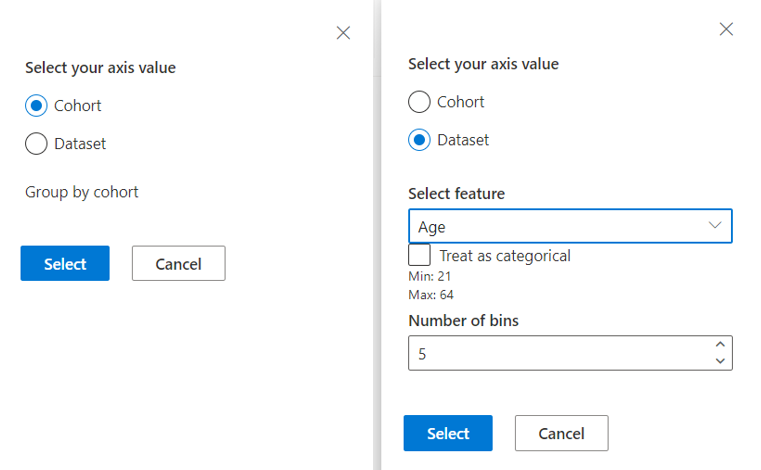 Select your axis value
Cohort
Dataset
Group by cohort
Select
Cancel
Select your axis value
Cohort
Dataset
Select feature
Age
Treat as categorical
Min: 21
Max: 64
Number of bins
5
Select
Cancel